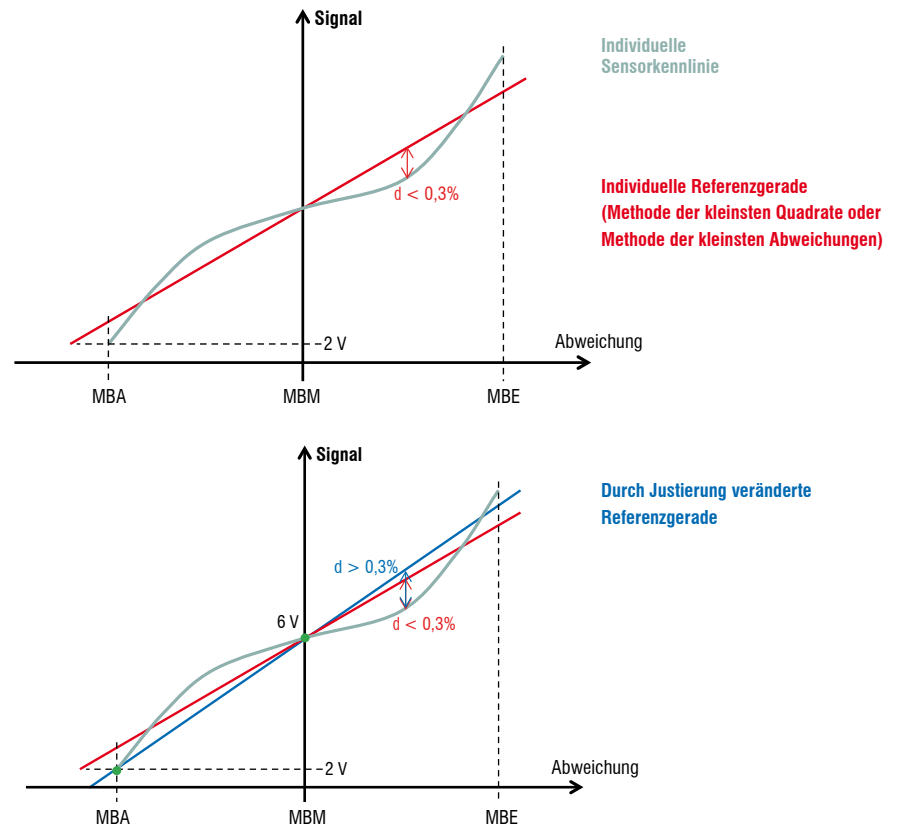 Signal
Individuelle
Sensorkennlinie
d < 0,3%
Individuelle Referenzgerade
(Methode der kleinsten Quadrate oder
Methode der kleinsten Abweichungen)
2 V
Abweichung
MBA
MBM
MBE
Signal
Durch Justierung veränderte
Referenzgerade
d > 0,3%
6 V
d < 0,3%
2 V
Abweichung
MBA
MBM
MBE